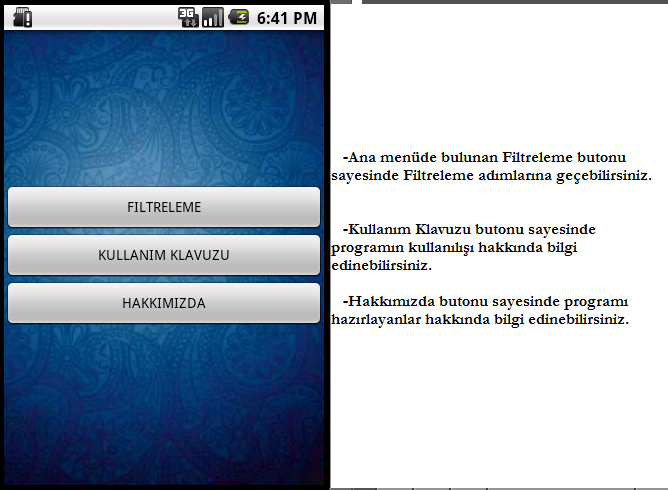 3G 6:41 PM
FILTRELEME
KULLANIM KLAVUZU
HAKKIMIZDA
-Ana menüde bulunan Filtreleme butonu
sayesinde Filtreleme adımlarına geçebilirsiniz.
-Kullanım Klavuzu butonu sayesinde
programın kullanılışı hakkında bilgi
edinebilirsiniz.
-Hakkımızda butonu sayesinde programı
hazırlayanlar hakkında bilgi edinebilirsiniz.